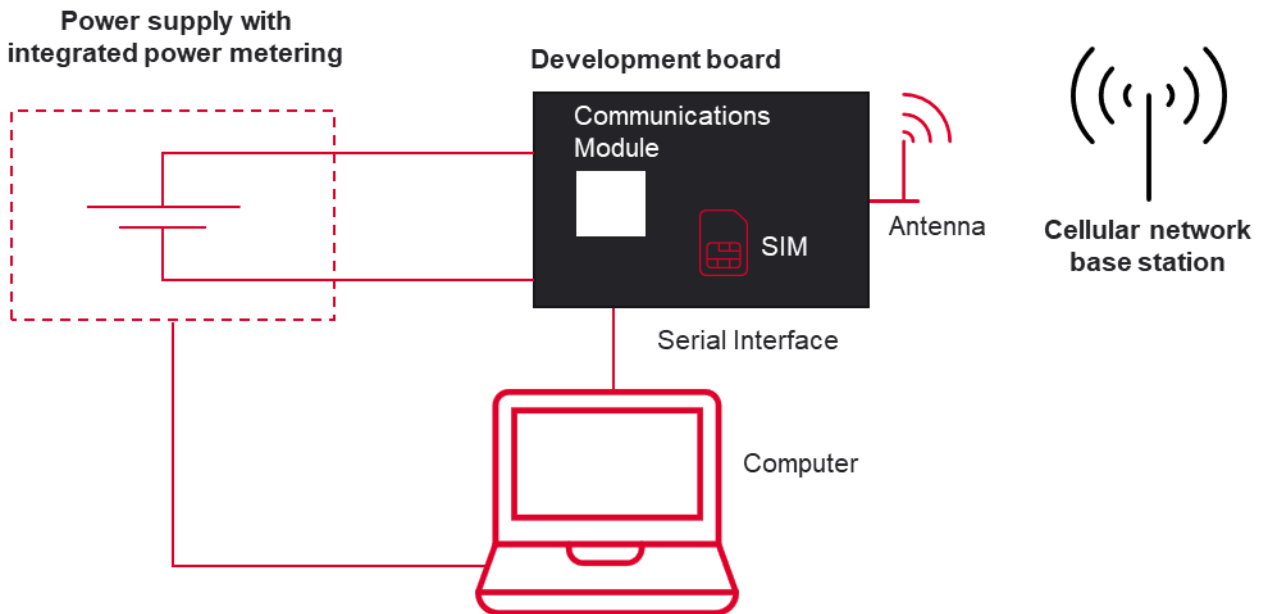 Power supply with
integrated power metering
Development board
Communications
Module
SIM
Antenna
Cellular network
base station
Serial Interface
Computer